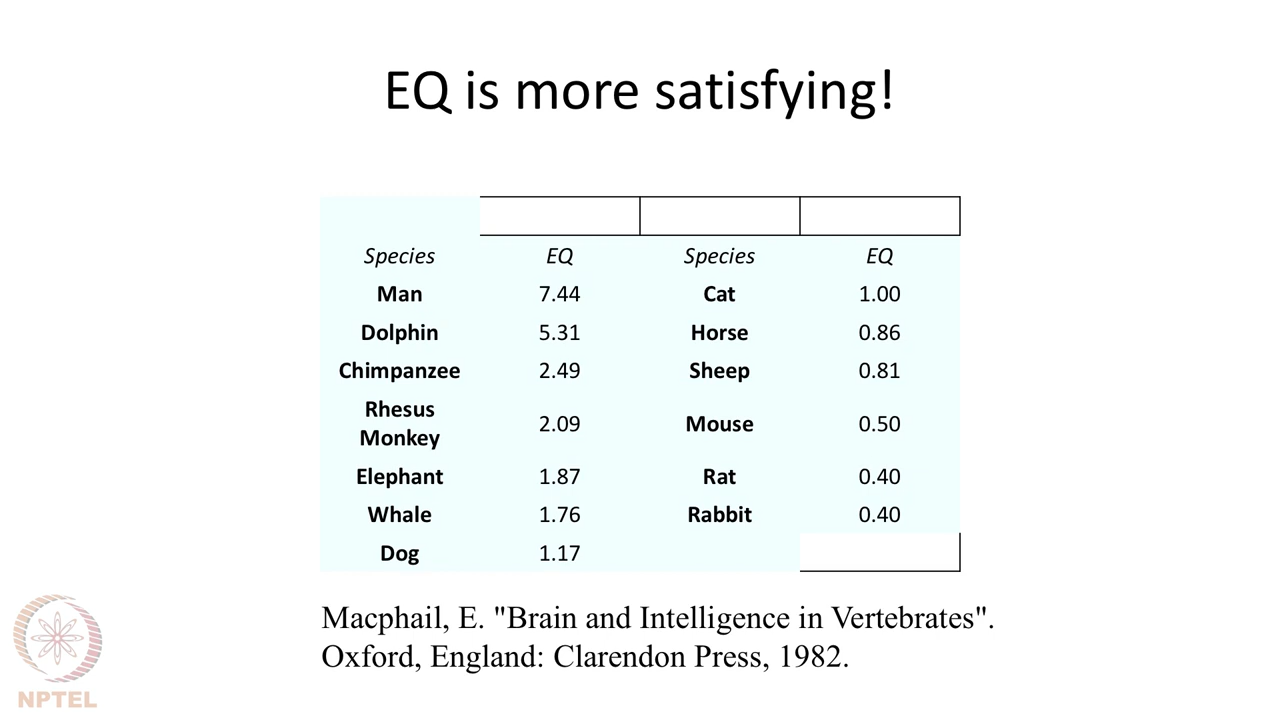 EQ is more satisfying!
Species EQ Species EQ
Man 7.44 Cat 1.00
Dolphin 5.31 Horse 0.86
Chimpanzee 2.49 Sheep 0.81
Rhesus
Monkey 2.09 Mouse 0.50
Elephant 1.87 Rat 0.40
Whale 1.76 Rabbit 0.40
Dog 1.17
Macphail, E. "Brain and Intelligence in Vertebrates".
Oxford, England: Clarendon Press, 1982.
NPTEL